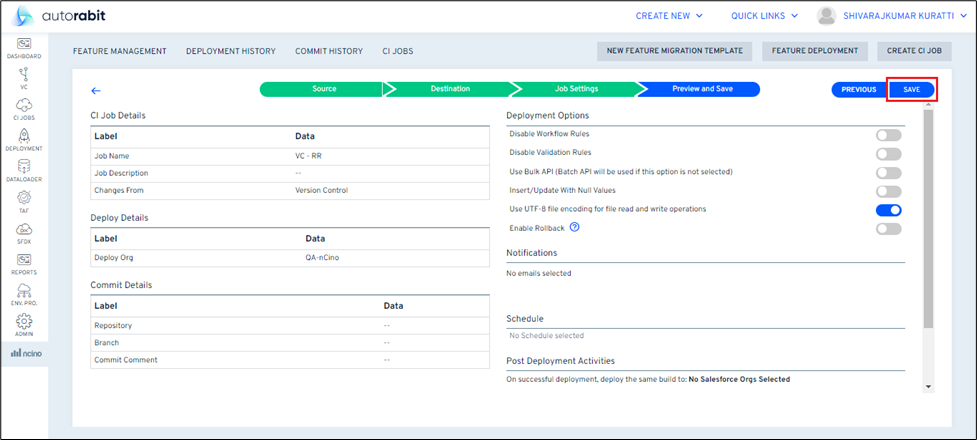 autorabit
CREATE NEW
QUICK LINKS
SHIVARAJKUMAR KURATTI
DASHBOARD
VC
CI JOBS
DEPLOYMENT
DATALOADER
TAF
SFDX
REPORTS
ENV. PRO.
ADMIN
ncino
FEATURE MANAGEMENT
DEPLOYMENT HISTORY
COMMIT HISTORY
CI JOBS
NEW FEATURE MIGRATION TEMPLATE
FEATURE DEPLOYMENT
CREATE CI JOB
Source
Destination
Job Settings
Preview and Save
PREVIOUS
SAVE
CI Job Details
Label Data
Job Name VC - RR
Job Description --
Changes From Version Control
Deploy Details
Label Data
Deploy Org QA-nCino
Commit Details
Label Data
Repository --
Branch --
Commit Comment --
Deployment Options
Disable Workflow Rules
Disable Validation Rules
Use Bulk API (Batch API will be used if this option is not selected)
Insert/Update With Null Values
Use UTF-8 file encoding for file read and write operations
Enable Rollback ?
Notifications
No emails selected
Schedule
No Schedule selected
Post Deployment Activities
On successful deployment, deploy the same build to: No Salesforce Orgs Selected